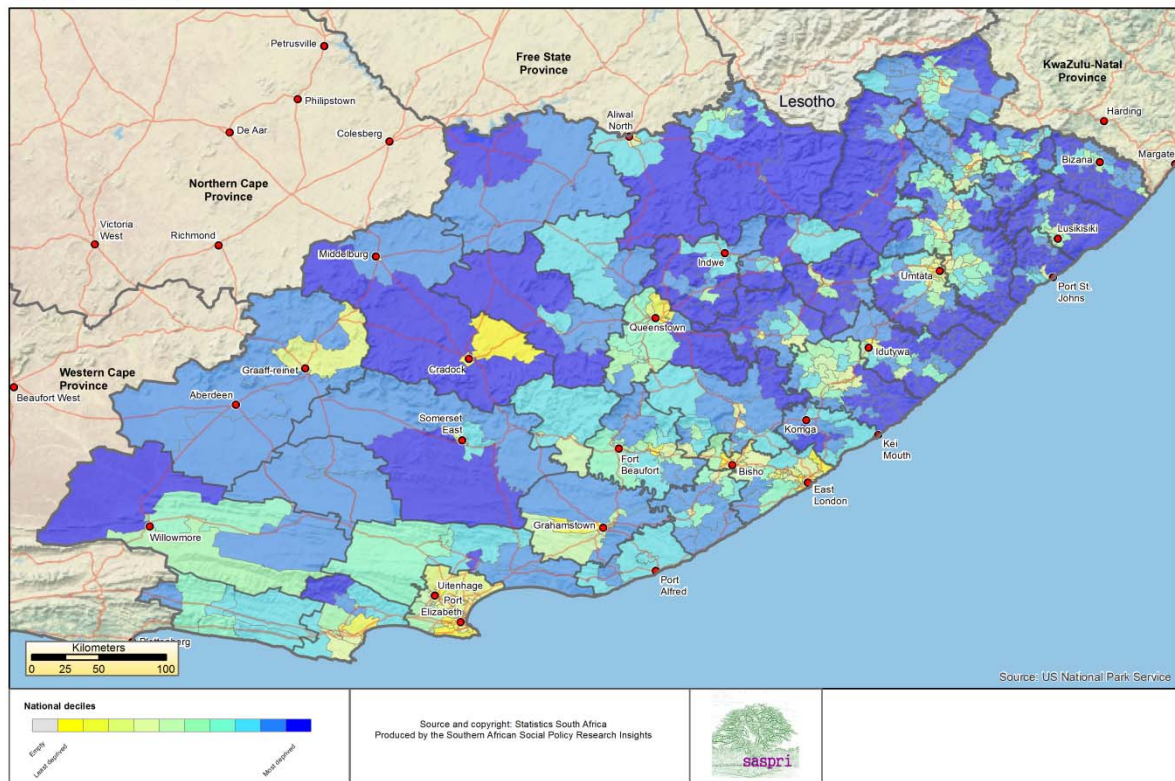 Petrusville
Free State
Province
KwaZulu-Natal
Province
Lesotho
Philipstown
Aliwal
North
Harding
De Aar
Colesberg
Margate
Bizana
Northern Cape
Province
Victoria
West
Richmond
Lusikisiki
Middelburg
Indwe
Umtata
Port St.
Johns
Queenstown
Idutywa
Western Cape
Province
Graaff-reinet
Cradock
Beaufort West
Aberdeen
Somerset
East
Komga
Kei
Mouth
Fort
Beaufort
Bisho
East
London
Willowmore
Grahamstown
Uitenhage
Port
Elizabeth
Port
Alfred
Kilometers
0 25 50 100
Source: US National Park Service
National deciles
Empty
Least deprived
Most deprived
Source and copyright: Statistics South Africa
Produced by the Southern African Social Policy Research Insights
saspri